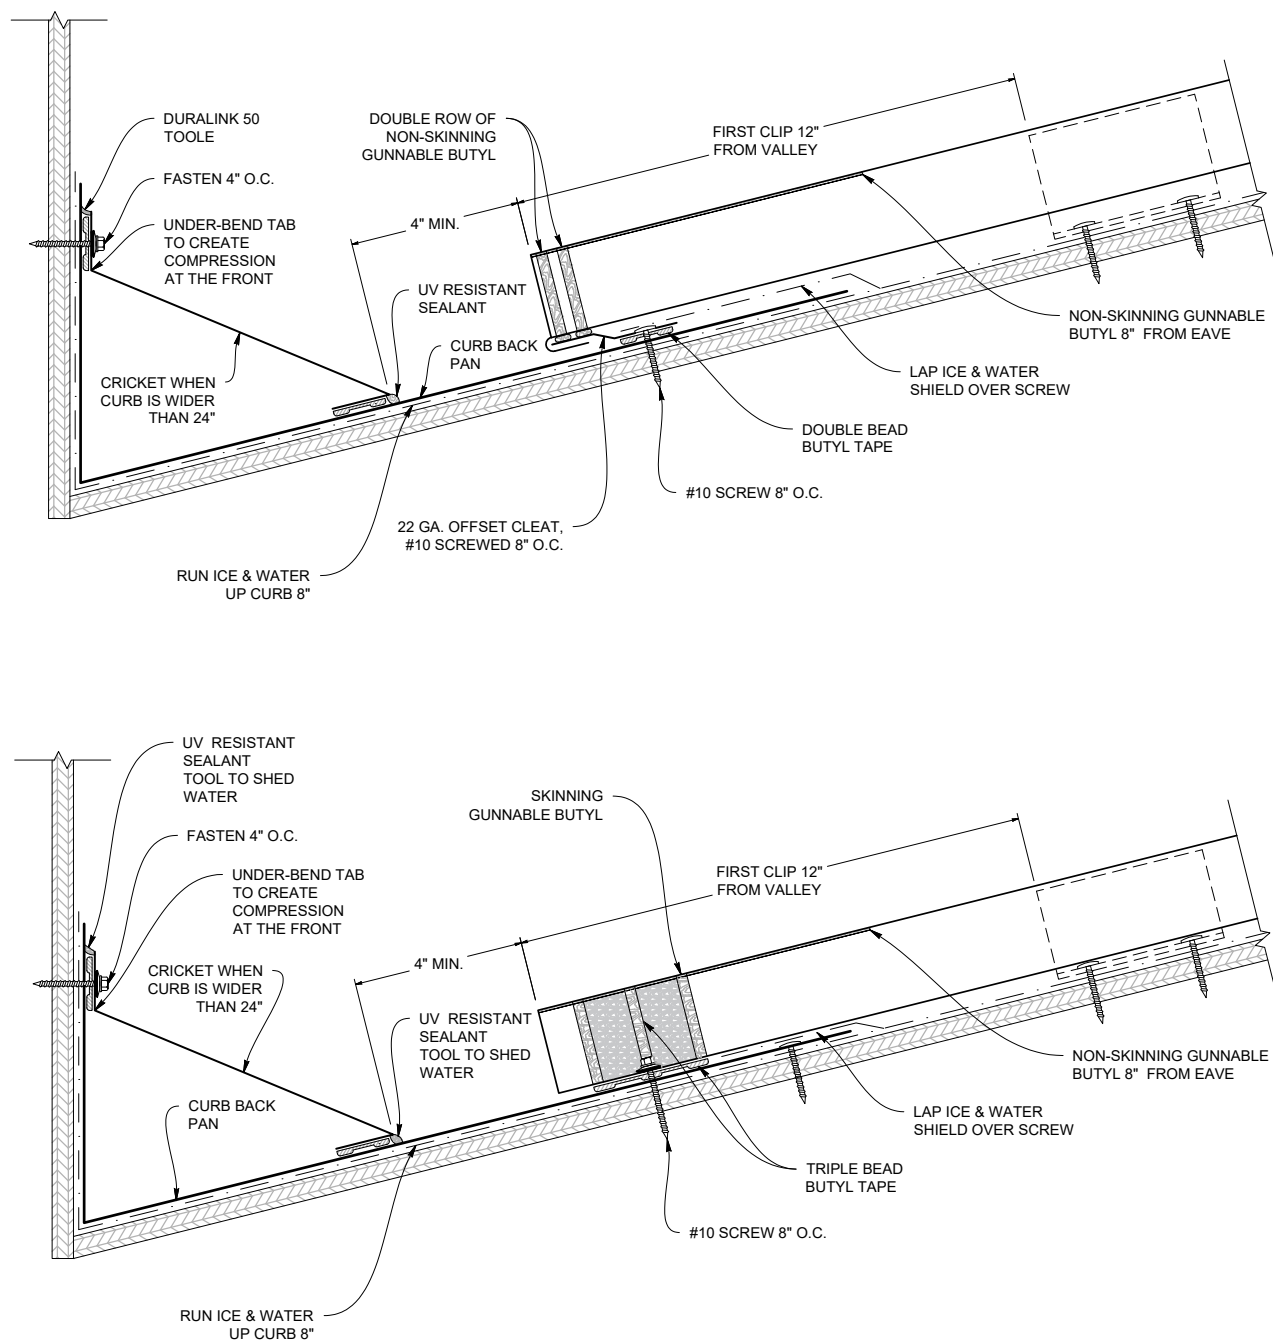 DURALINK 50
TOOLE
FASTEN 4" O.C.
UNDER-BEND TAB
TO CREATE
COMPRESSION
AT THE FRONT
DOUBLE ROW OF
NON-SKINNING
GUNNABLE BUTYL
FIRST CLIP 12"
FROM VALLEY
4" MIN.
UV RESISTANT
SEALANT
CURB BACK
PAN
CRICKET WHEN
CURB IS WIDER
THAN 24"
NON-SKINNING GUNNABLE
BUTYL 8" FROM EAVE
LAP ICE & WATER
SHIELD OVER SCREW
DOUBLE BEAD
BUTYL TAPE
#10 SCREW 8" O.C.
22 GA. OFFSET CLEAT,
#10 SCREWED 8" O.C.
RUN ICE & WATER
UP CURB 8"
UV RESISTANT
SEALANT
TOOL TO SHED
WATER
FASTEN 4" O.C.
UNDER-BEND TAB
TO CREATE
COMPRESSION
AT THE FRONT
SKINNING
GUNNABLE BUTYL
FIRST CLIP 12"
FROM VALLEY
4" MIN.
CRICKET WHEN
CURB IS WIDER
THAN 24"
UV RESISTANT
SEALANT
TOOL TO SHED
WATER
NON-SKINNING GUNNABLE
BUTYL 8" FROM EAVE
CURB BACK
PAN
LAP ICE & WATER
SHIELD OVER SCREW
TRIPLE BEAD
BUTYL TAPE
#10 SCREW 8" O.C.
RUN ICE & WATER
UP CURB 8"